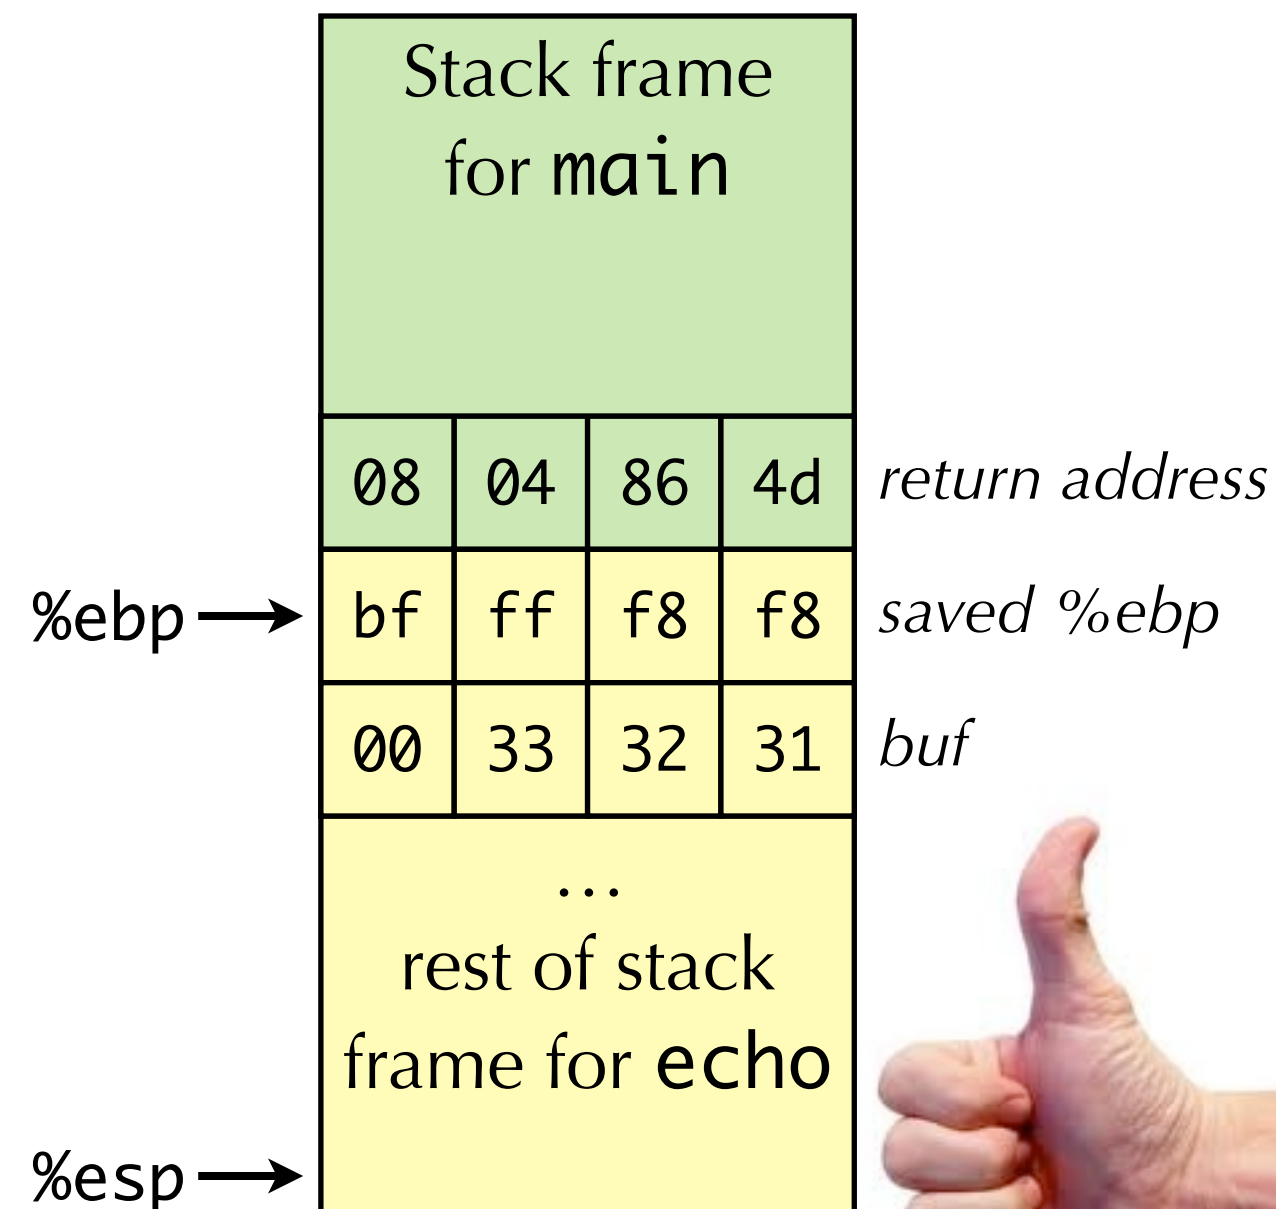 Stack frame
for main
08 04 86 4d return address
%ebp bf ff f8 f8 saved %ebp
00 33 32 31 buf
...
rest of stack
frame for echo
%esp